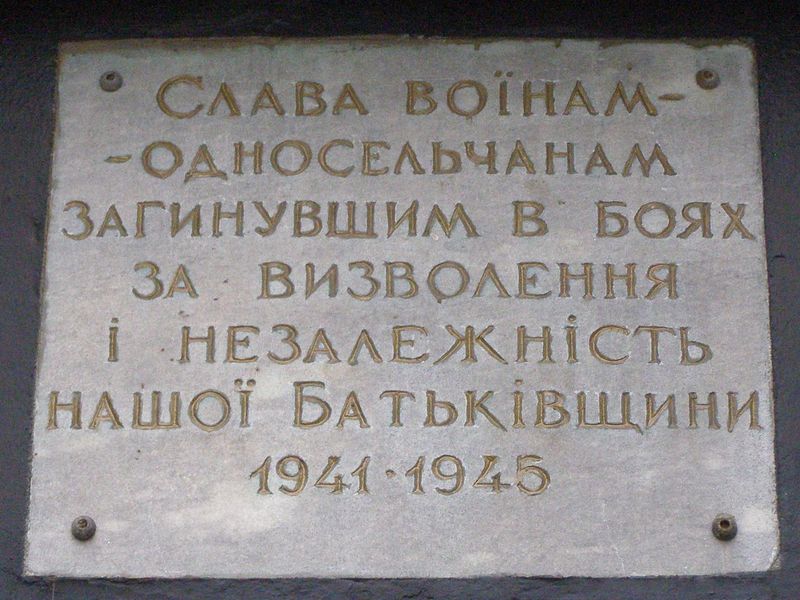 Слава воїнам-
-односельчанам
загинувшим в боях
за визволення
і незалежність
нашої Батьківщини
1941·1945